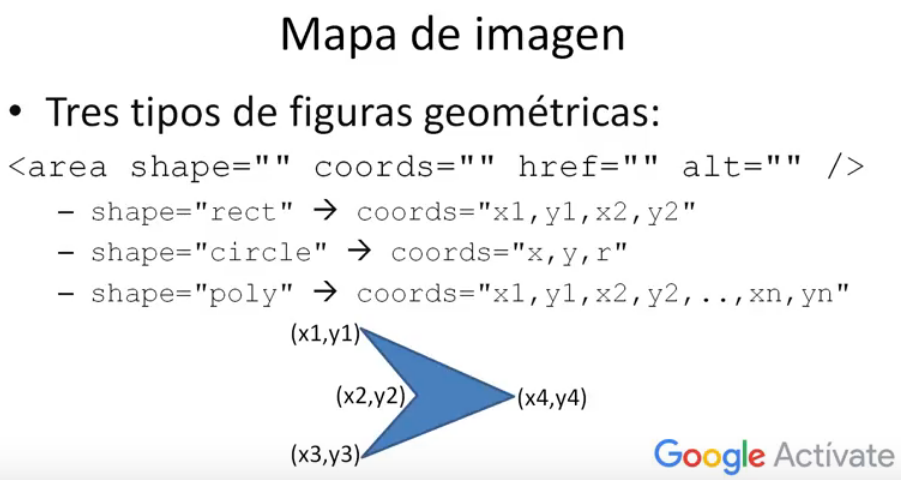 Mapa de imagen
• Tres tipos de figuras geométricas:
<area shape="" coords="" href="" alt="" />
– shape="rect" → coords="x1,y1,x2,y2"
– shape="circle" → coords="x,y,r"
– shape="poly" → coords="x1,y1,x2,y2,..,xn,yn"
(x1,y1)
(x2,y2)
(x4,y4)
(x3,y3)
Google Actívate